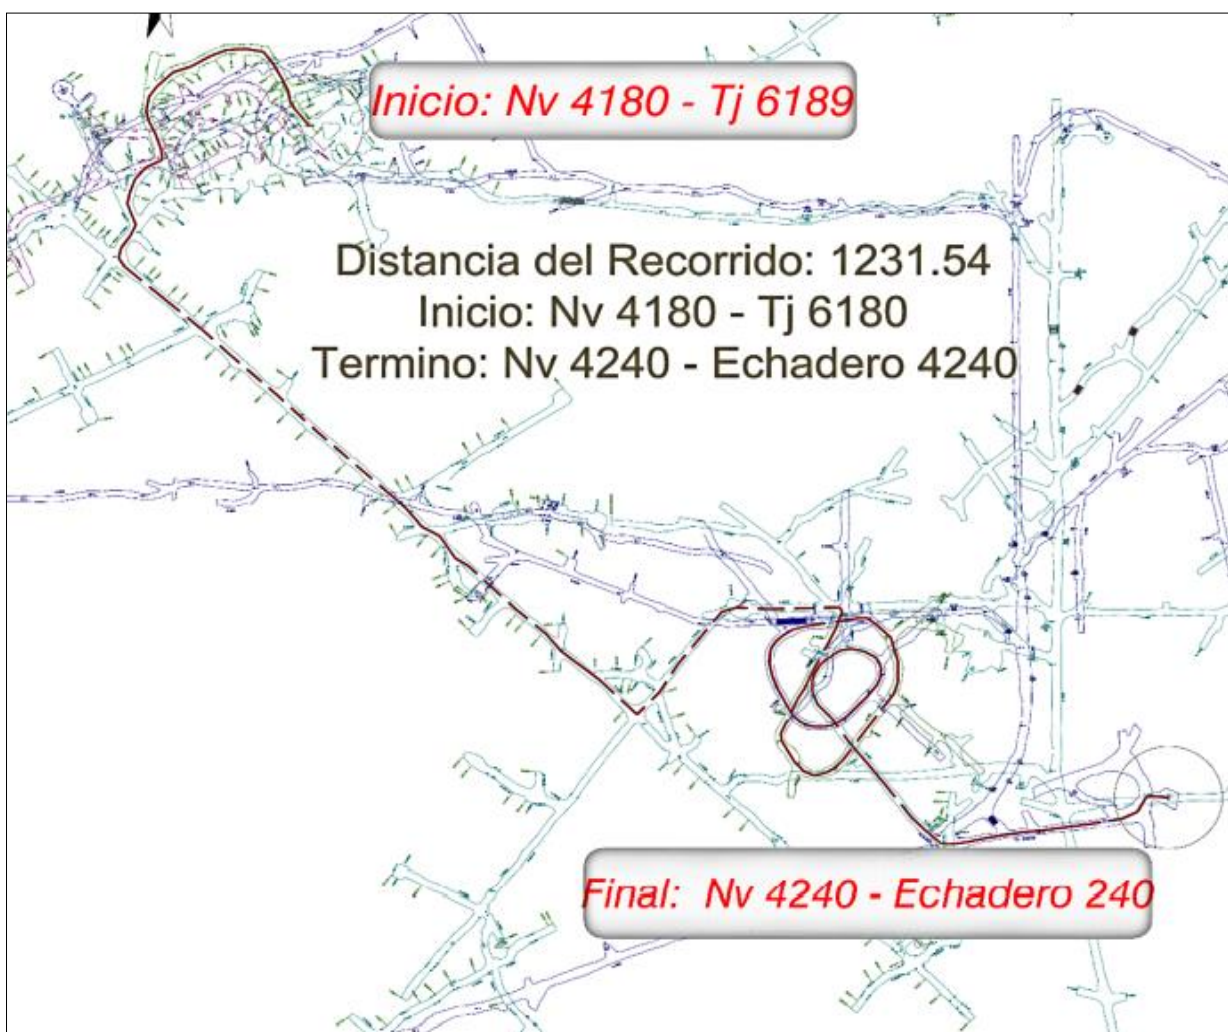 Inicio: Nv 4180 - Tj 6189
Distancia del Recorrido: 1231.54
Inicio: Nv 4180 - Tj 6180
Termino: Nv 4240 - Echadero 4240
Final: Nv 4240 - Echadero 240